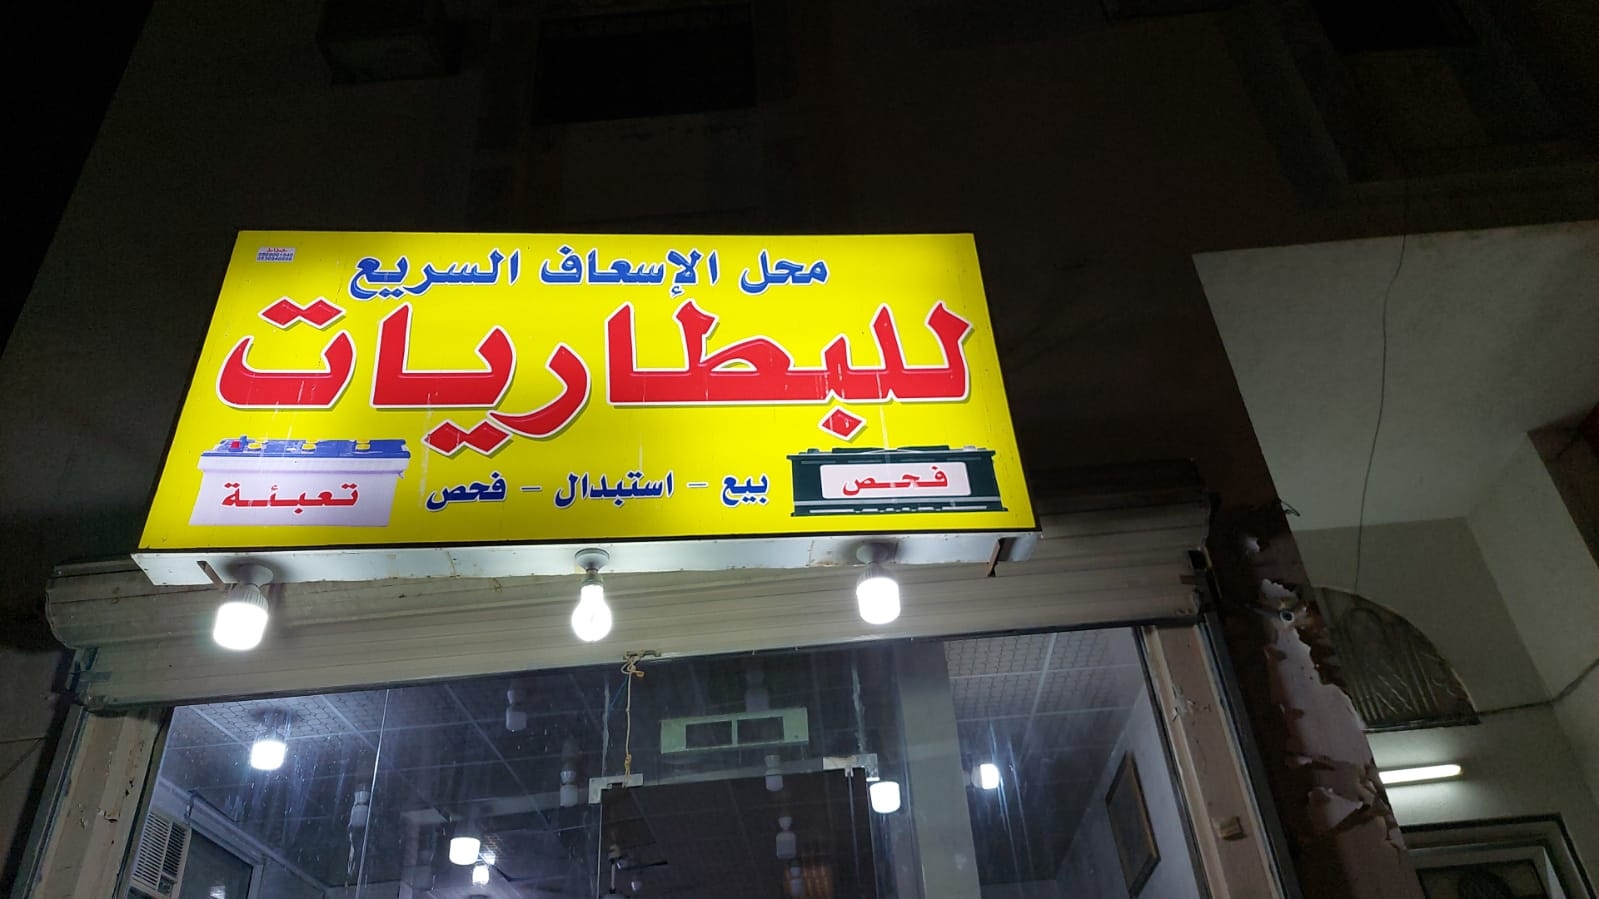 محل الإسعاف السريع
للبطاريات
فحص
بيع - استبدال - فحص
تعبئة